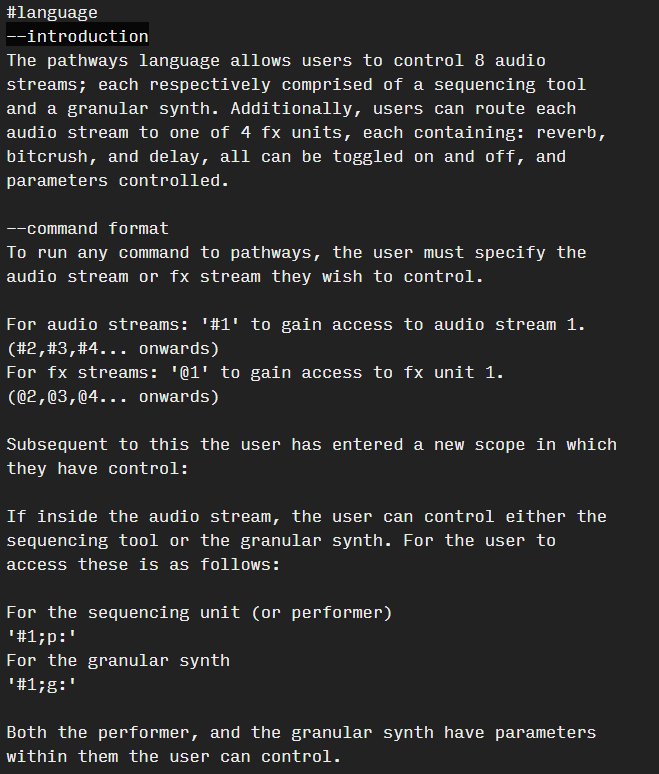 #language
--introduction
The pathways language allows users to control 8 audio
streams; each respectively comprised of a sequencing tool
and a granular synth. Additionally, users can route each
audio stream to one of 4 fx units, each containing: reverb,
bitcrush, and delay, all can be toggled on and off, and
parameters controlled.
--command format
To run any command to pathways, the user must specify the
audio stream or fx stream they wish to control.
For audio streams: '#1' to gain access to audio stream 1.
(#2,#3,#4... onwards)
For fx streams: '@1' to gain access to fx unit 1.
(@2,@3,@4... onwards)
Subsequent to this the user has entered a new scope in which
they have control:
If inside the audio stream, the user can control either the
sequencing tool or the granular synth. For the user to
access these is as follows:
For the sequencing unit (or performer)
'#1;p:'
For the granular synth
'#1;g:'
Both the performer, and the granular synth have parameters
within them the user can control.